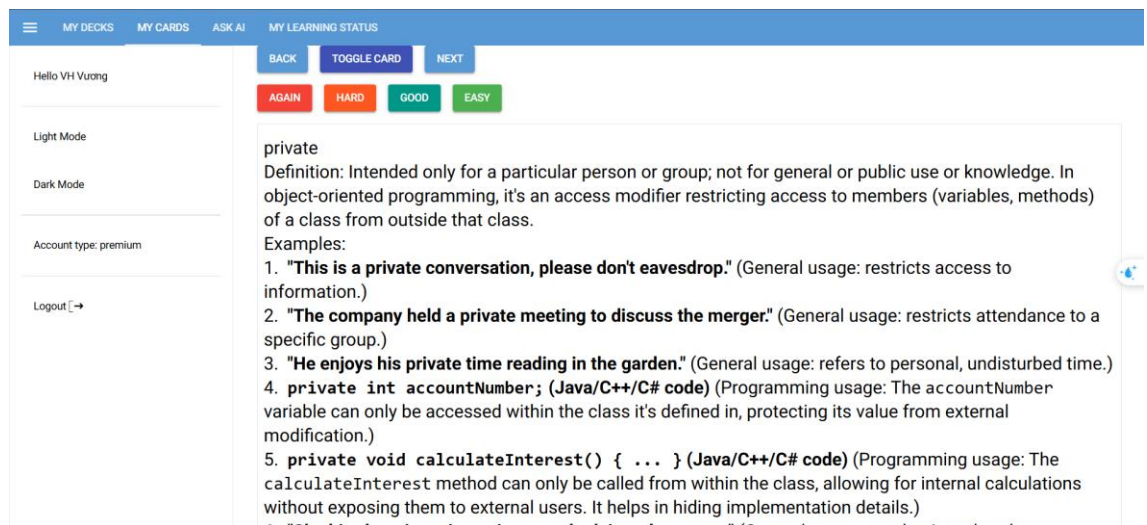 MY DECKS MY CARDS ASK AI MY LEARNING STATUS
Hello VH Vương
Light Mode
Dark Mode
Account type: premium
Logout
BACK TOGGLE CARD NEXT
AGAIN HARD GOOD EASY
private
Definition: Intended only for a particular person or group; not for general or public use or knowledge. In
object-oriented programming, it's an access modifier restricting access to members (variables, methods)
of a class from outside that class.
Examples:
1. "This is a private conversation, please don't eavesdrop." (General usage: restricts access to
information.)
2. "The company held a private meeting to discuss the merger." (General usage: restricts attendance to a
specific group.)
3. "He enjoys his private time reading in the garden." (General usage: refers to personal, undisturbed time.)
4. private int accountNumber; (Java/C++/C# code) (Programming usage: The accountNumber
variable can only be accessed within the class it's defined in, protecting its value from external
modification.)
5. private void calculateInterest() { ... } (Java/C++/C# code) (Programming usage: The
calculateInterest method can only be called from within the class, allowing for internal calculations
without exposing them to external users. It helps in hiding implementation details.)